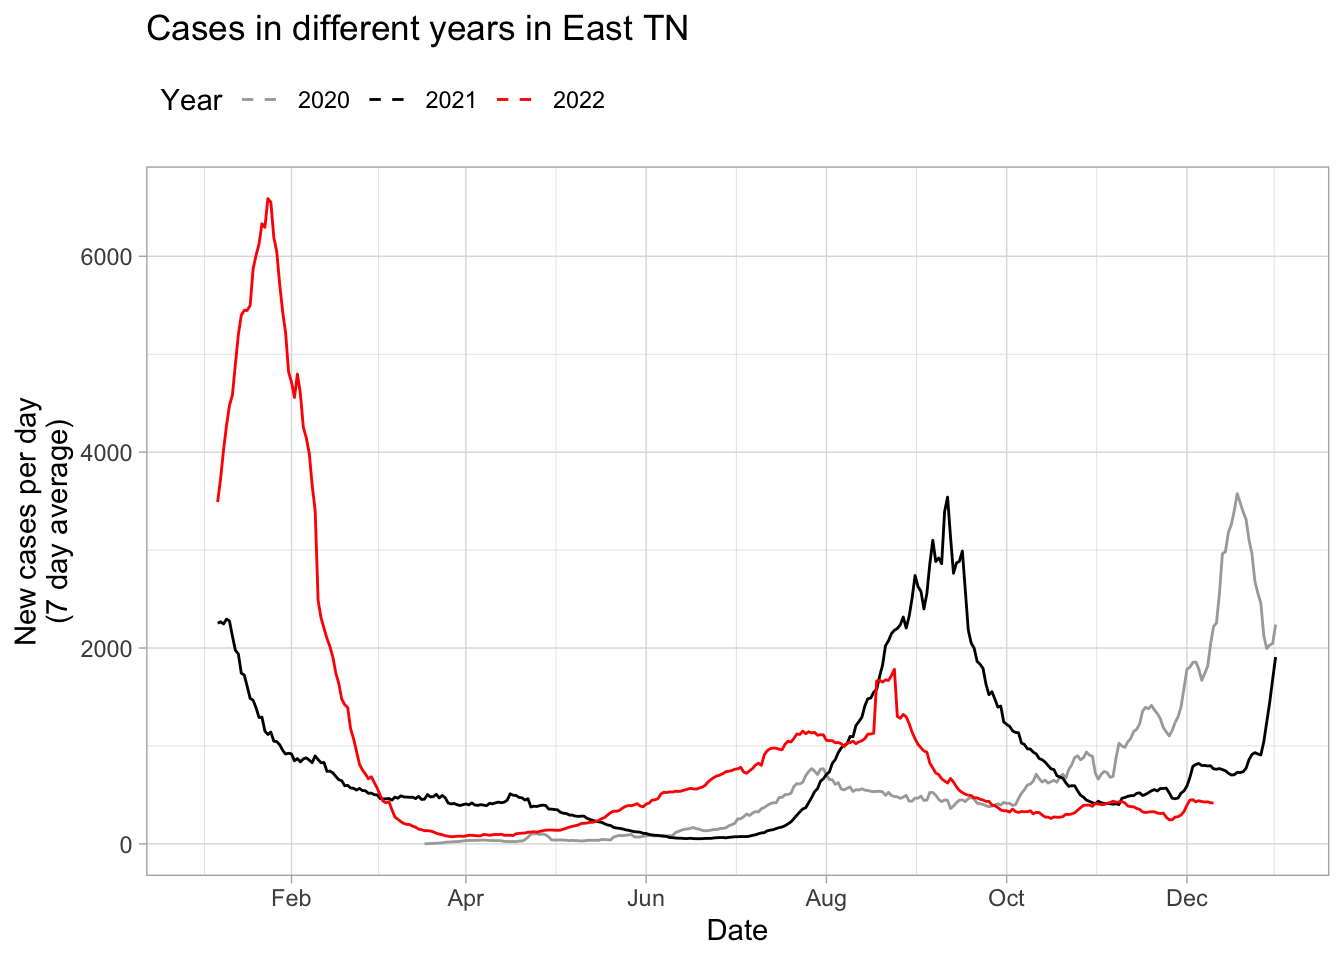 Cases in different years in East TN
Year 2020 2021 2022
New cases per day
(7 day average)
6000
4000
2000
0
Feb Apr Jun Aug Oct Dec
Date